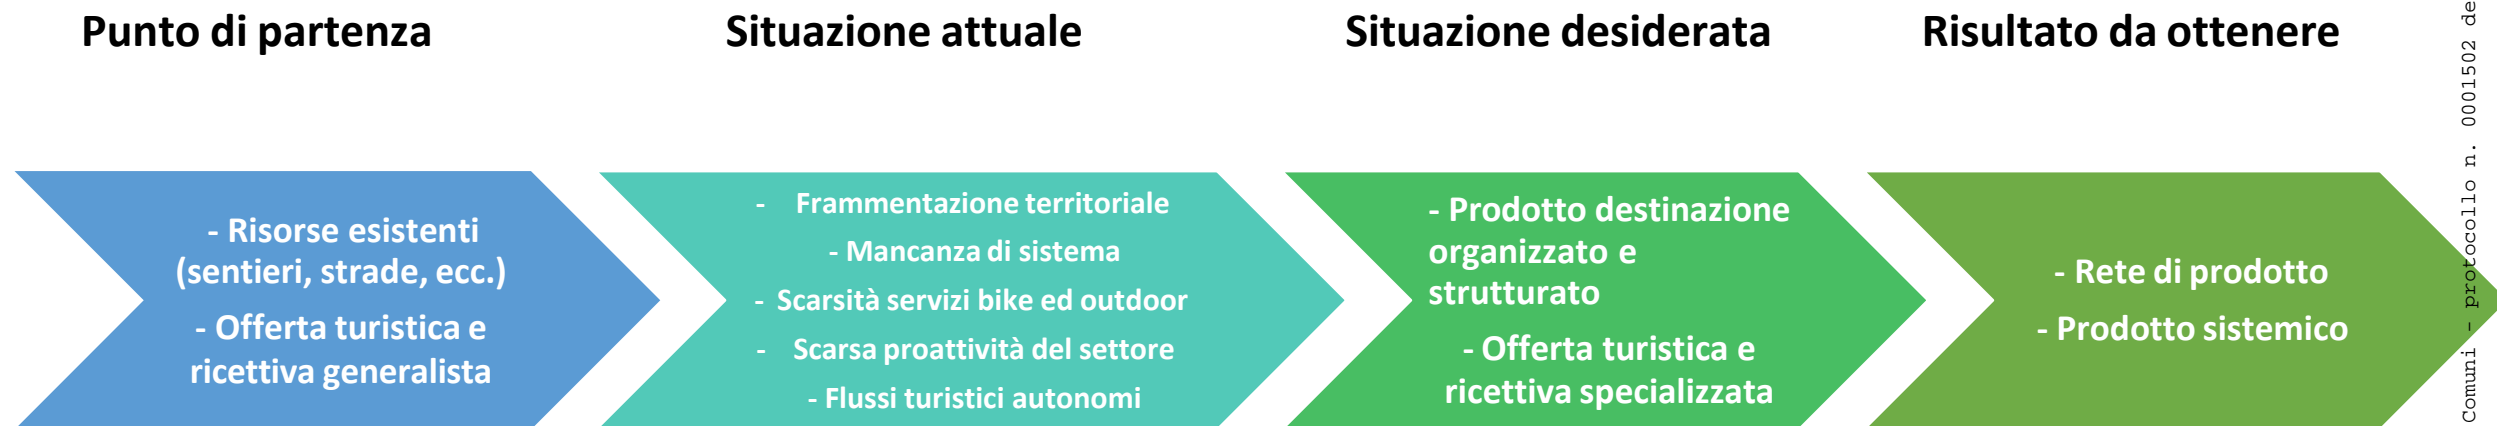 Punto di partenza
Situazione attuale
Situazione desiderata
Risultato da ottenere
- Risorse esistenti
(sentieri, strade, ecc.)
- Offerta turistica e
ricettiva generalista
- Frammentazione territoriale
- Mancanza di sistema
- Scarsità servizi bike ed outdoor
- Scarsa proattività del settore
- Flussi turistici autonomi
- Prodotto destinazione
organizzato e
strutturato
- Offerta turistica e
ricettiva specializzata
- Rete di prodotto
- Prodotto sistemico
Comuni - protocollo n. 0001502 de